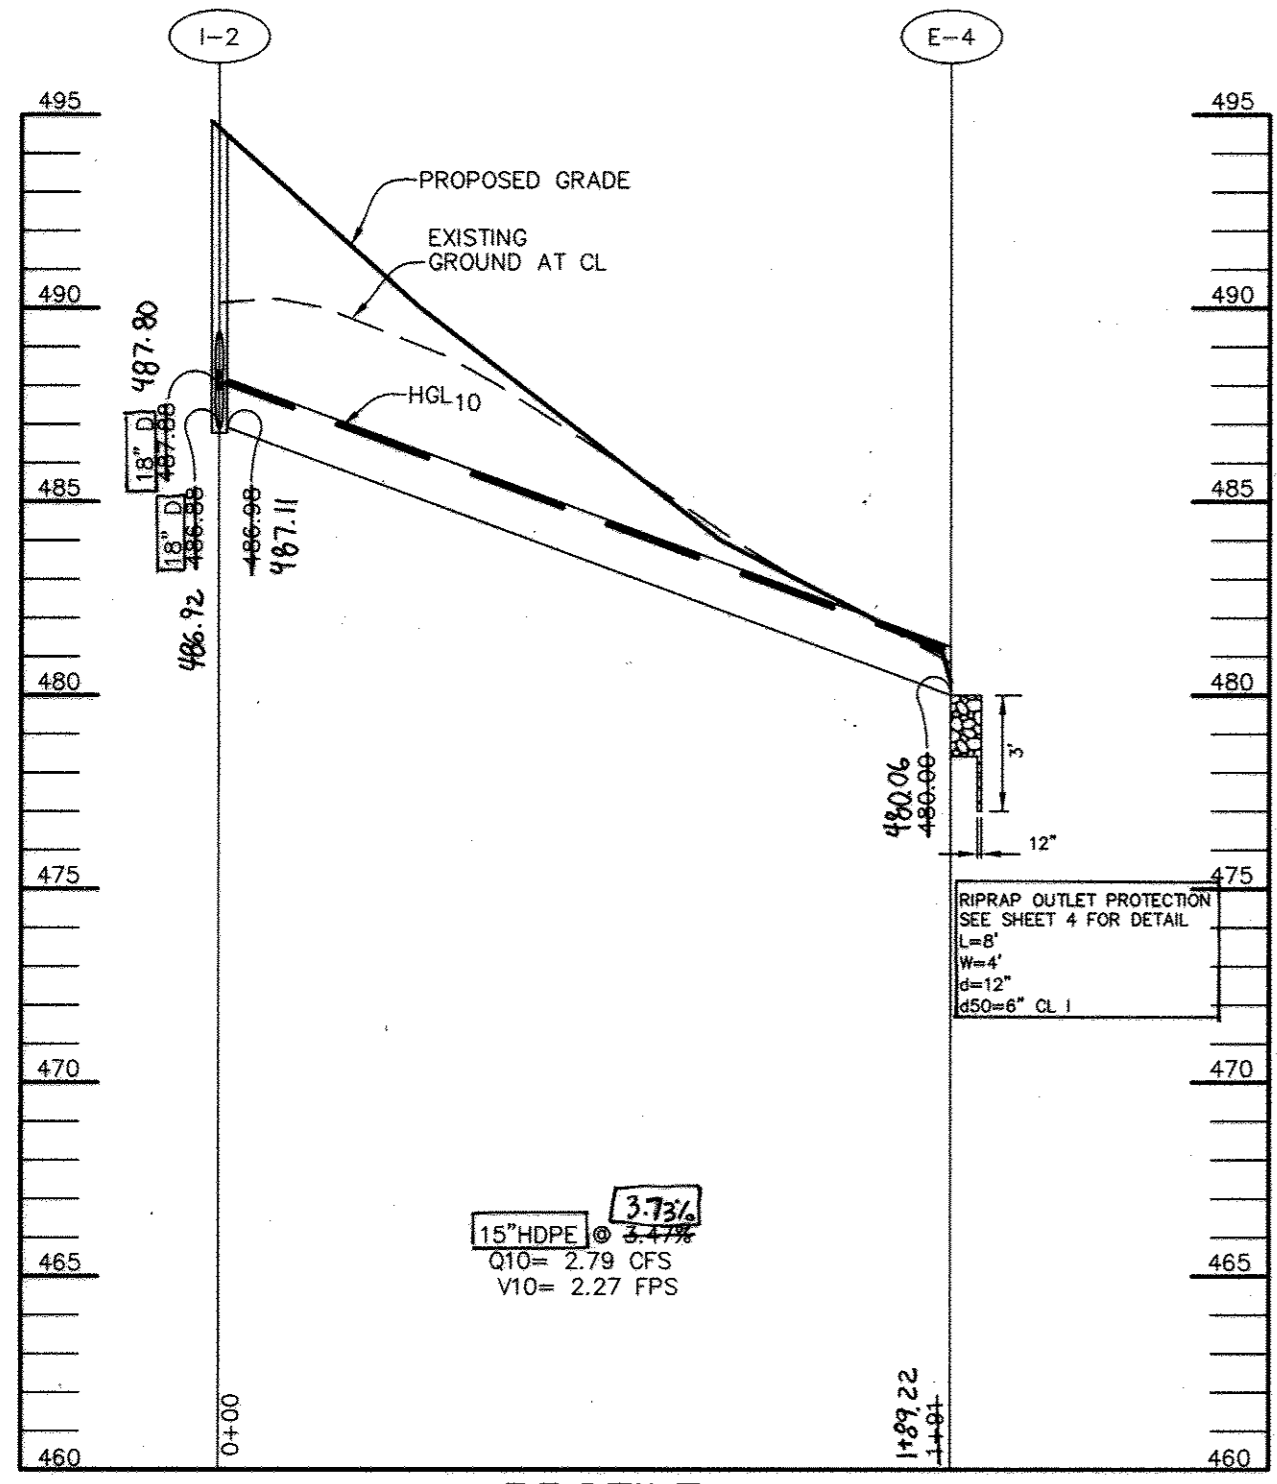 I-2
E-4
495
495
PROPOSED GRADE
EXISTING
GROUND AT CL
490
490
487.80
HGL10
18" D
487.88
18" D
486.88
486.98
487.11
485
485
486.92
480
480
3'
480.06
480.00
12"
475
475
RIPRAP OUTLET PROTECTION
SEE SHEET 4 FOR DETAIL
L=8'
W=4'
d=12"
d50=6" CL I
470
470
3.73%
15"HDPE @ 3.47%
Q10= 2.79 CFS
V10= 2.27 FPS
465
465
0+00
1+89.22
1+91
460
460